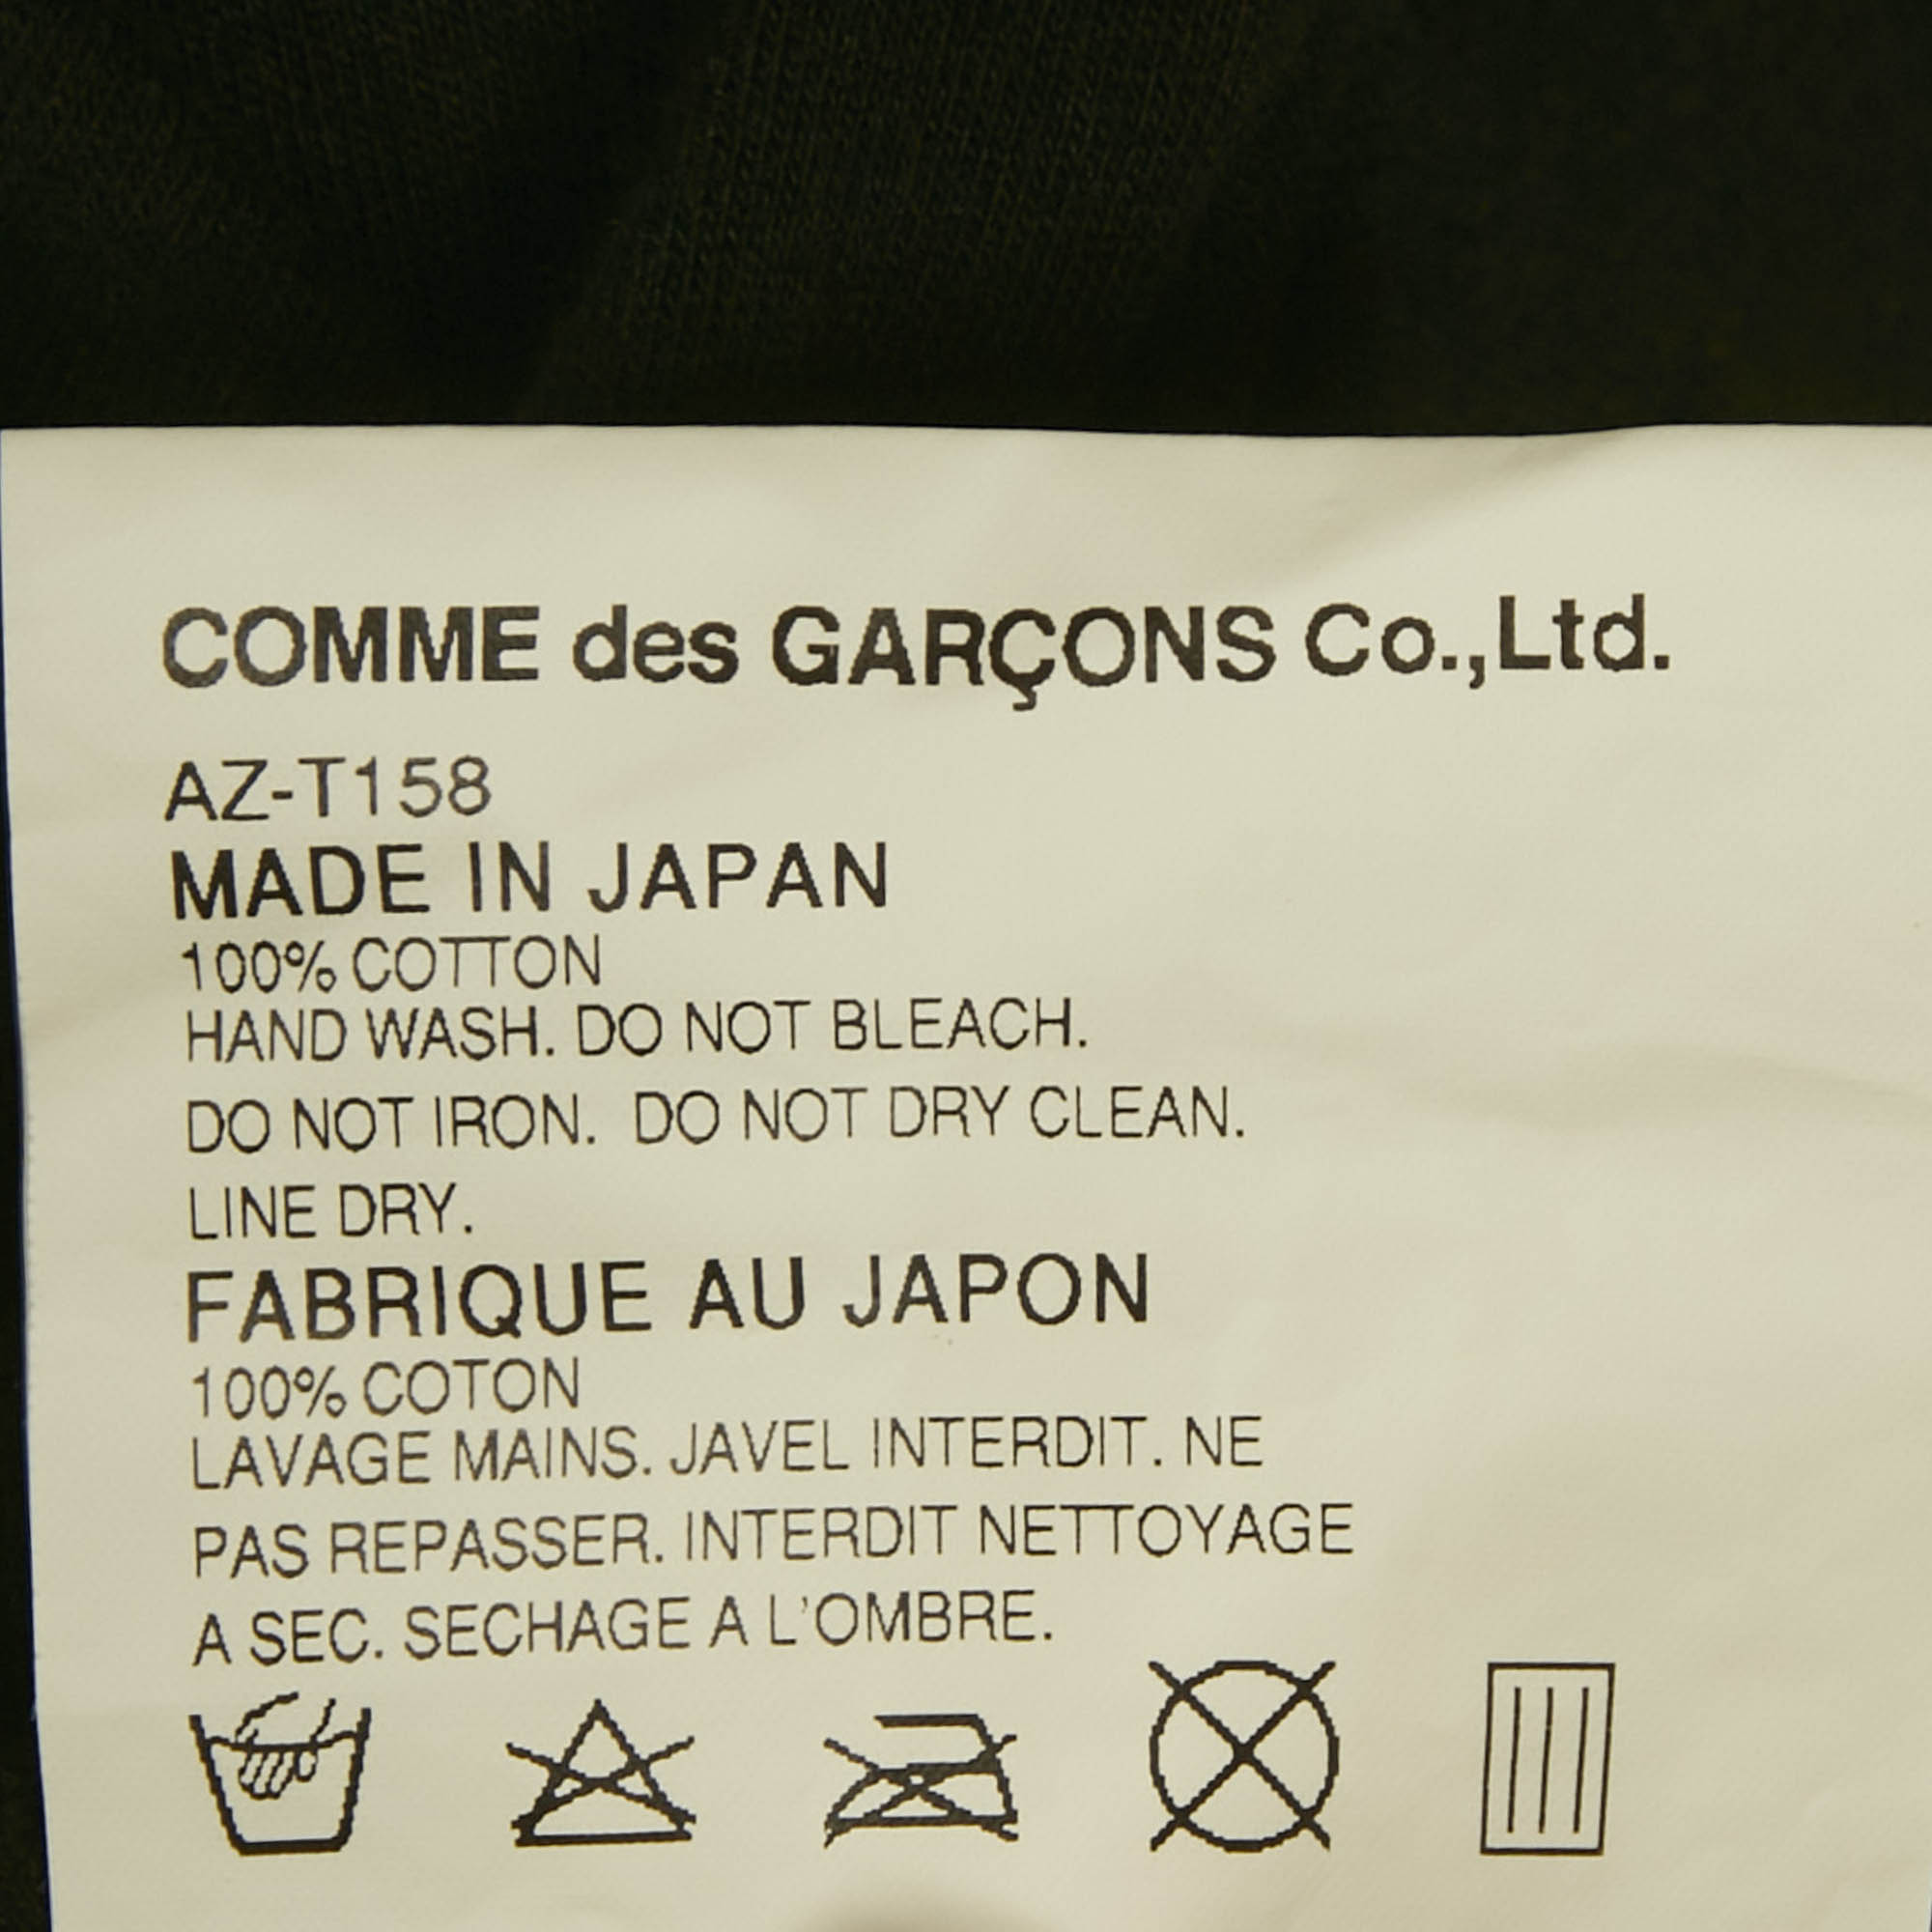 COMME des GARÇONS Co.,Ltd.
AZ-T158
MADE IN JAPAN
100% COTTON
HAND WASH. DO NOT BLEACH.
DO NOT IRON. DO NOT DRY CLEAN.
LINE DRY.
FABRIQUE AU JAPON
100% COTON
LAVAGE MAINS. JAVEL INTERDIT. NE
PAS REPASSER. INTERDIT NETTOYAGE
A SEC. SECHAGE A L'OMBRE.